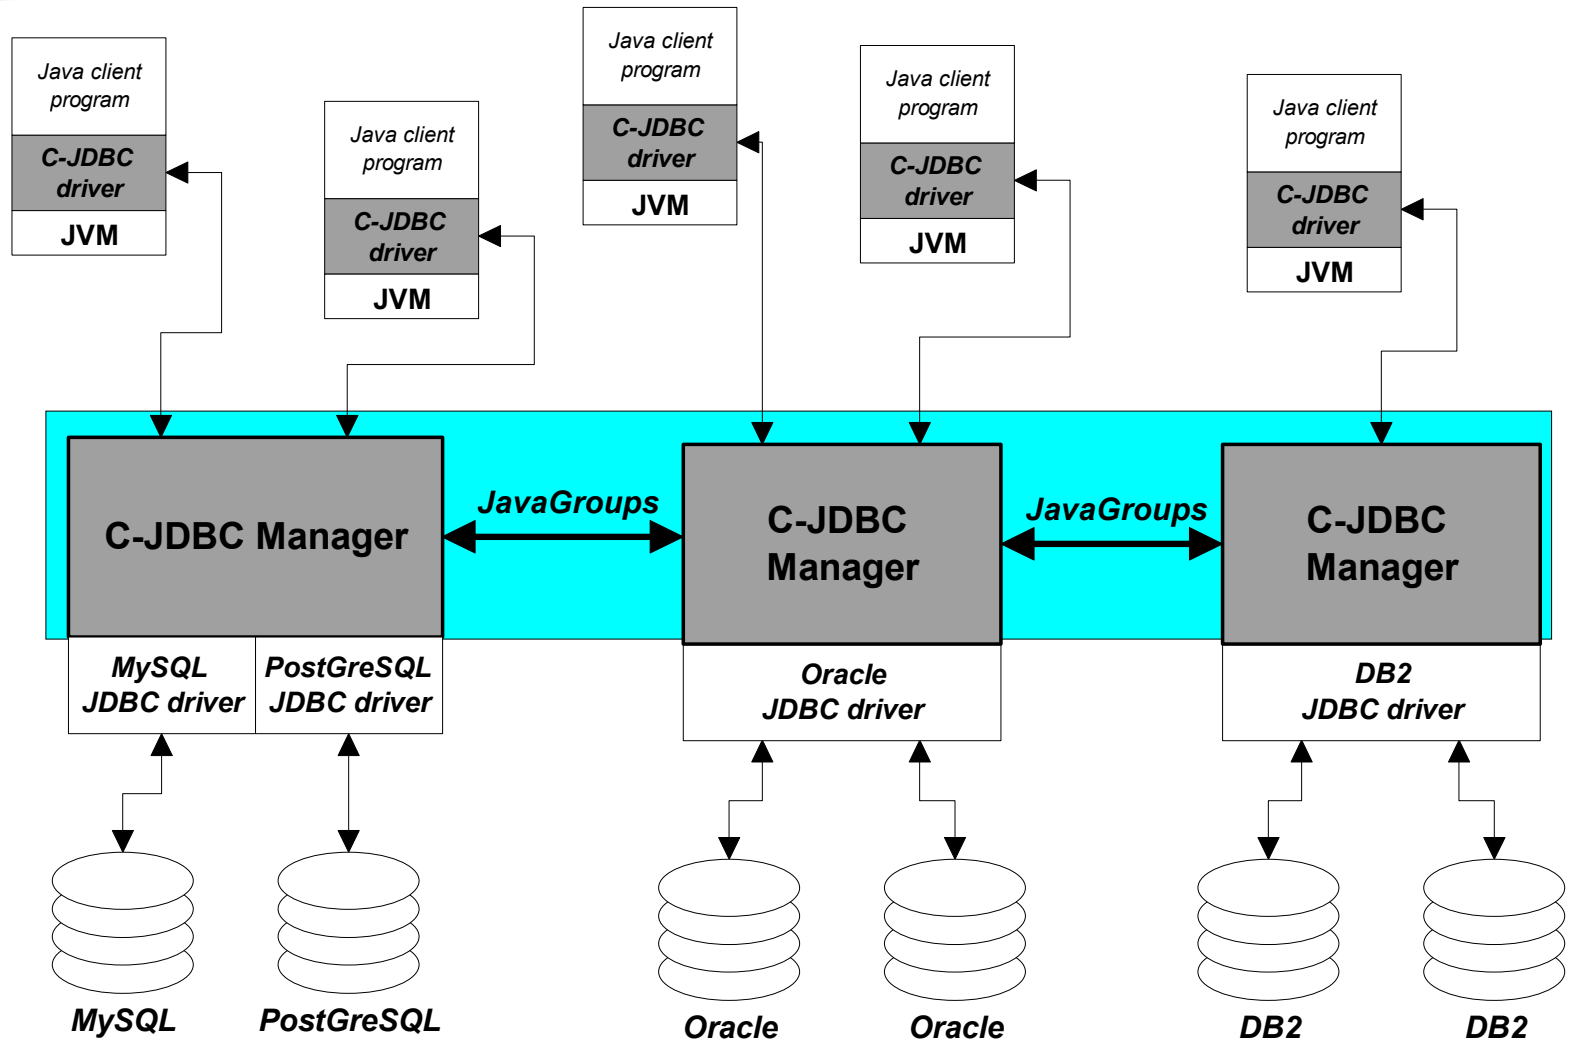 Java client
program
C-JDBC
driver
JVM
Java client
program
C-JDBC
driver
JVM
Java client
program
C-JDBC
driver
JVM
Java client
program
C-JDBC
driver
JVM
Java client
program
C-JDBC
driver
JVM
C-JDBC Manager
JavaGroups
C-JDBC
Manager
JavaGroups
C-JDBC
Manager
MySQL
JDBC driver
PostGreSQL
JDBC driver
Oracle
JDBC driver
DB2
JDBC driver
MySQL
PostGreSQL
Oracle
Oracle
DB2
DB2